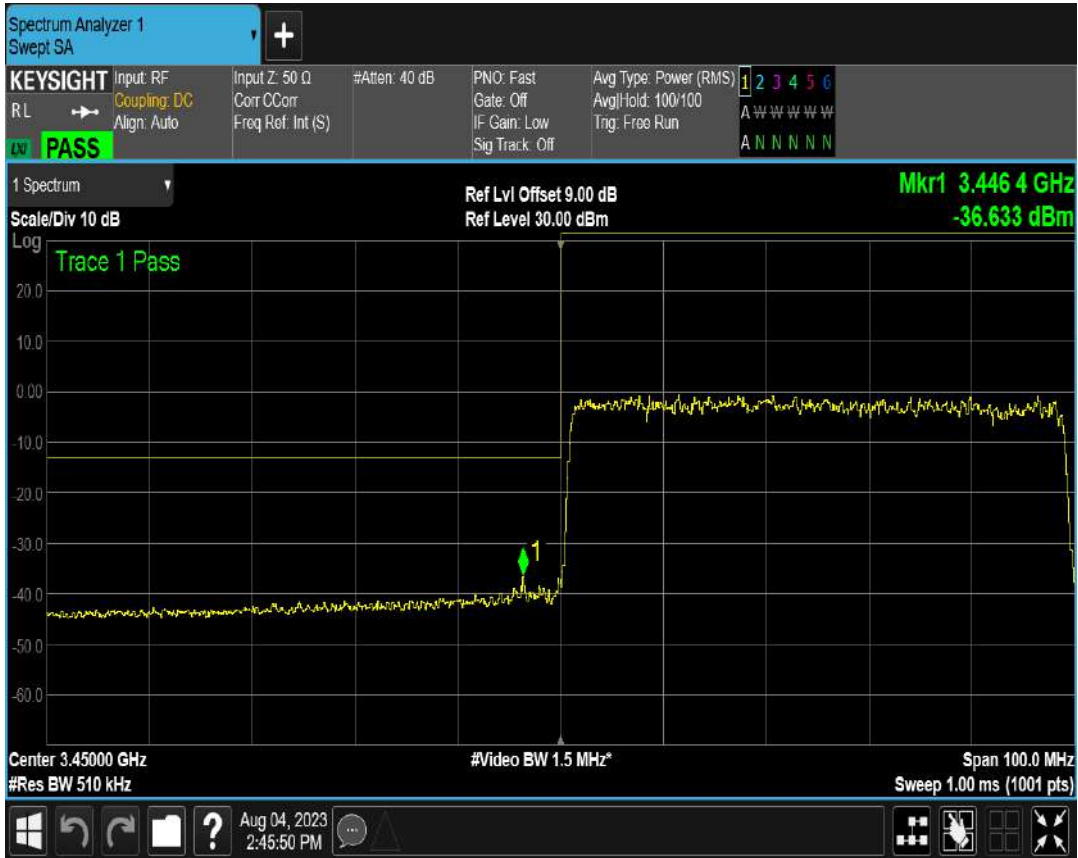 Spectrum Analyzer 1
Swept SA
+
KEYSIGHT
RL
LXI
PASS
Input: RF
Coupling: DC
Align: Auto
Input Z: 50 Ω
Corr CCorr
Freq Ref: Int (S)
#Atten: 40 dB
PNO: Fast
Gate: Off
IF Gain: Low
Sig Track: Off
Avg Type: Power (RMS)
Avg|Hold: 100/100
Trig: Free Run
1 2 3 4 5 6
A W W W W W
A N N N N N
1 Spectrum
Scale/Div 10 dB
Ref Lvl Offset 9.00 dB
Ref Level 30.00 dBm
Mkr1 3.446 4 GHz
-36.633 dBm
Log
Trace 1 Pass
20.0
10.0
0.00
-10.0
-20.0
-30.0
1
-40.0
-50.0
-60.0
Center 3.45000 GHz
#Video BW 1.5 MHz*
Span 100.0 MHz
#Res BW 510 kHz
Sweep 1.00 ms (1001 pts)
?
Aug 04, 2023
2:45:50 PM